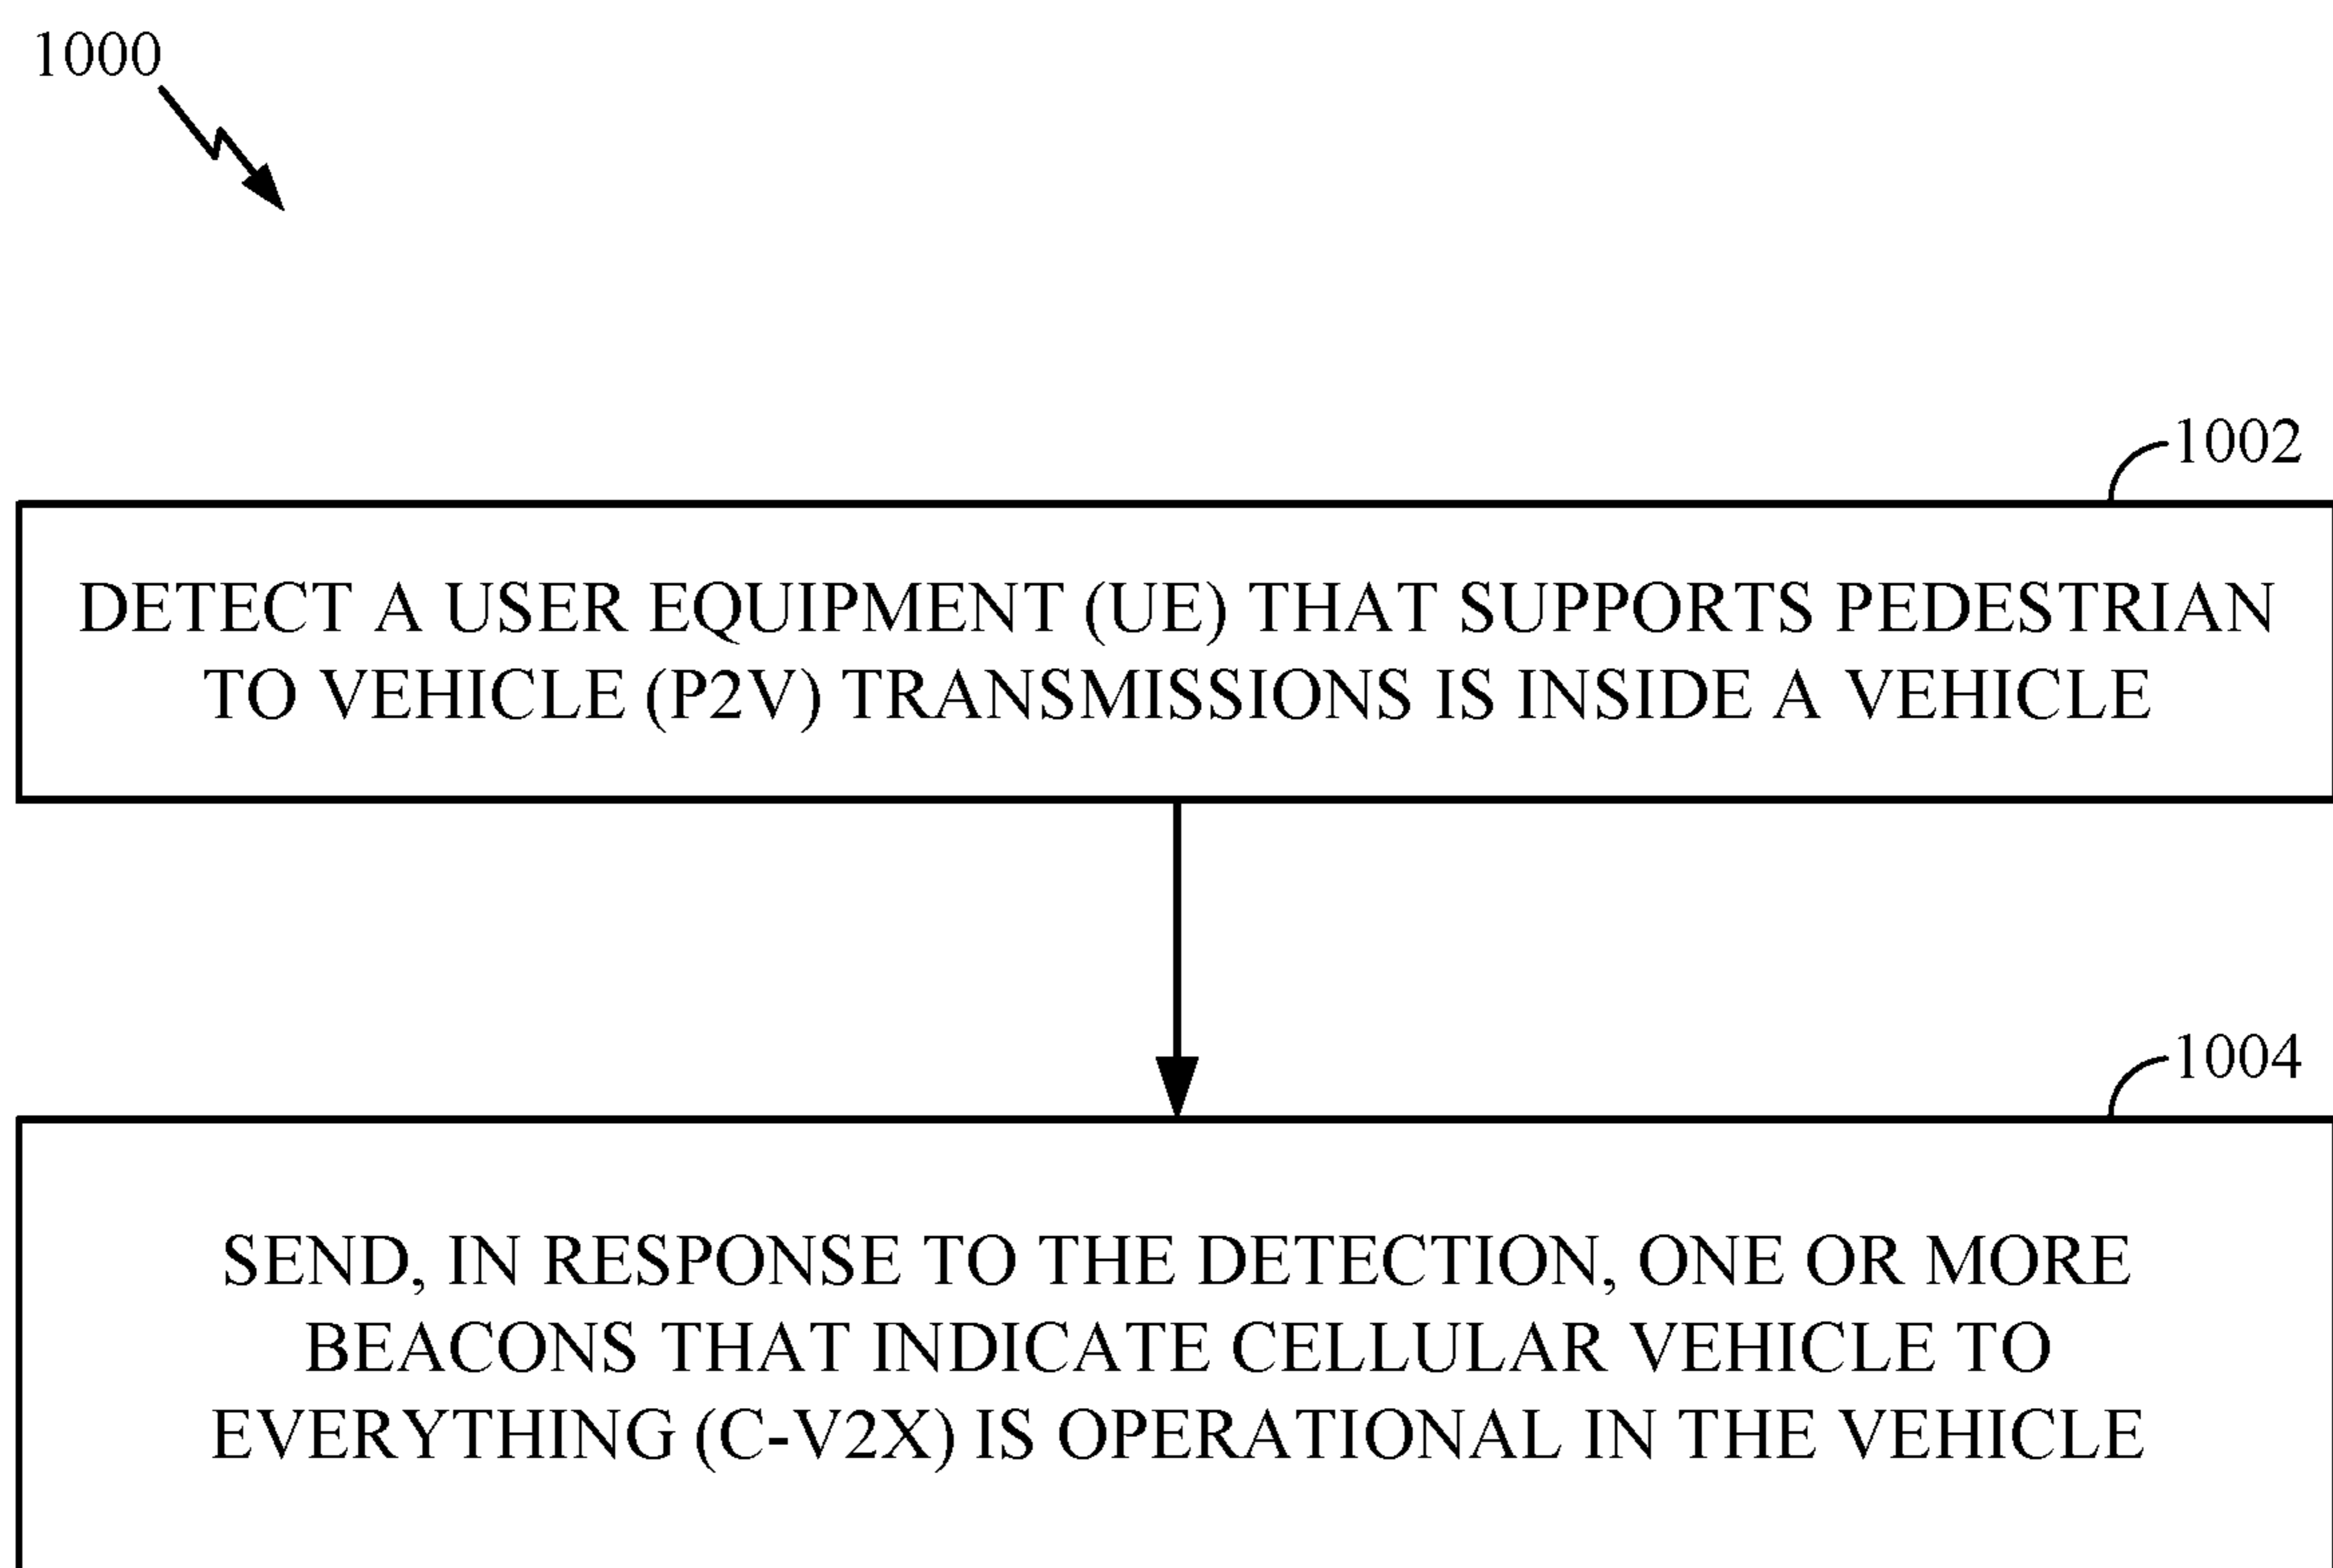 1000
1002
DETECT A USER EQUIPMENT (UE) THAT SUPPORTS PEDESTRIAN
TO VEHICLE (P2V) TRANSMISSIONS IS INSIDE A VEHICLE
1004
SEND, IN RESPONSE TO THE DETECTION, ONE OR MORE
BEACONS THAT INDICATE CELLULAR VEHICLE TO
EVERYTHING (C-V2X) IS OPERATIONAL IN THE VEHICLE